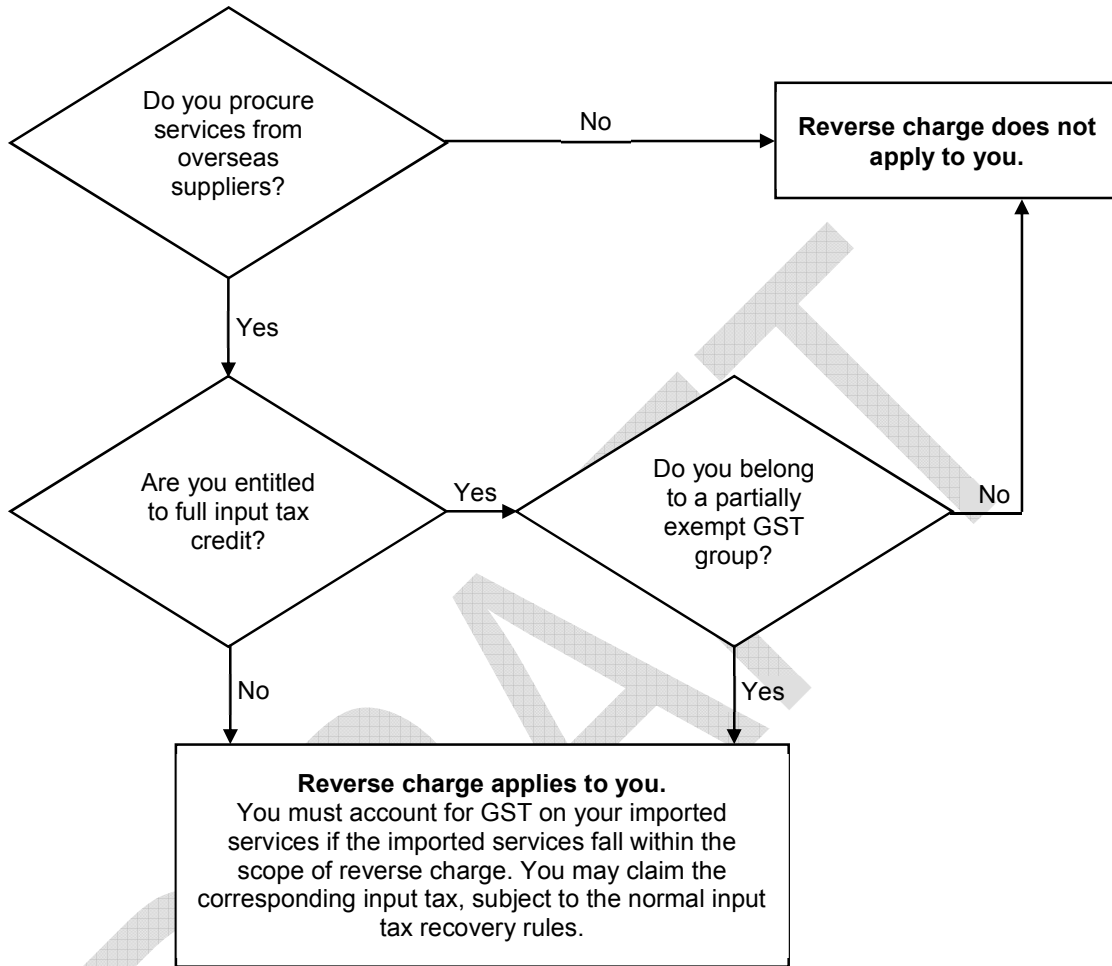 Do you procure
services from
overseas
suppliers?
No
Reverse charge does not
apply to you.
Yes
Are you entitled
to full input tax
credit?
Yes
Do you belong
to a partially
exempt GST
group?
No
No
Yes
Reverse charge applies to you.
You must account for GST on your imported
services if the imported services fall within the
scope of reverse charge. You may claim the
corresponding input tax, subject to the normal input
tax recovery rules.